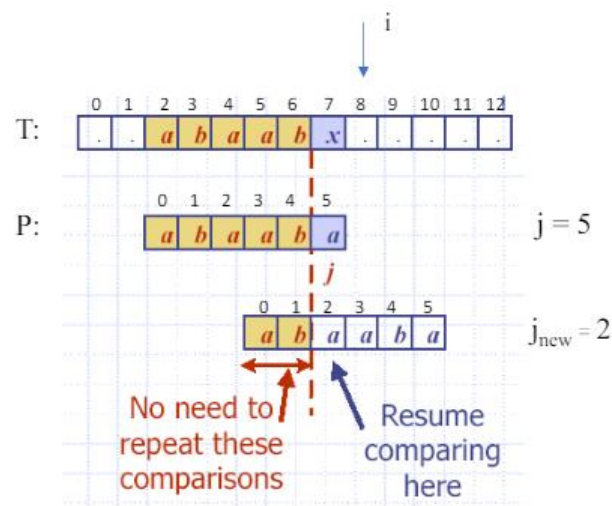 i
0 1 2 3 4 5 6 7 8 9 10 11 12
T: . . a b a a b x . . . . .
0 1 2 3 4 5
P: a b a a b a j = 5
j
0 1 2 3 4 5
a b a a b a jnew = 2
No need to
repeat these
comparisons
Resume
comparing
here